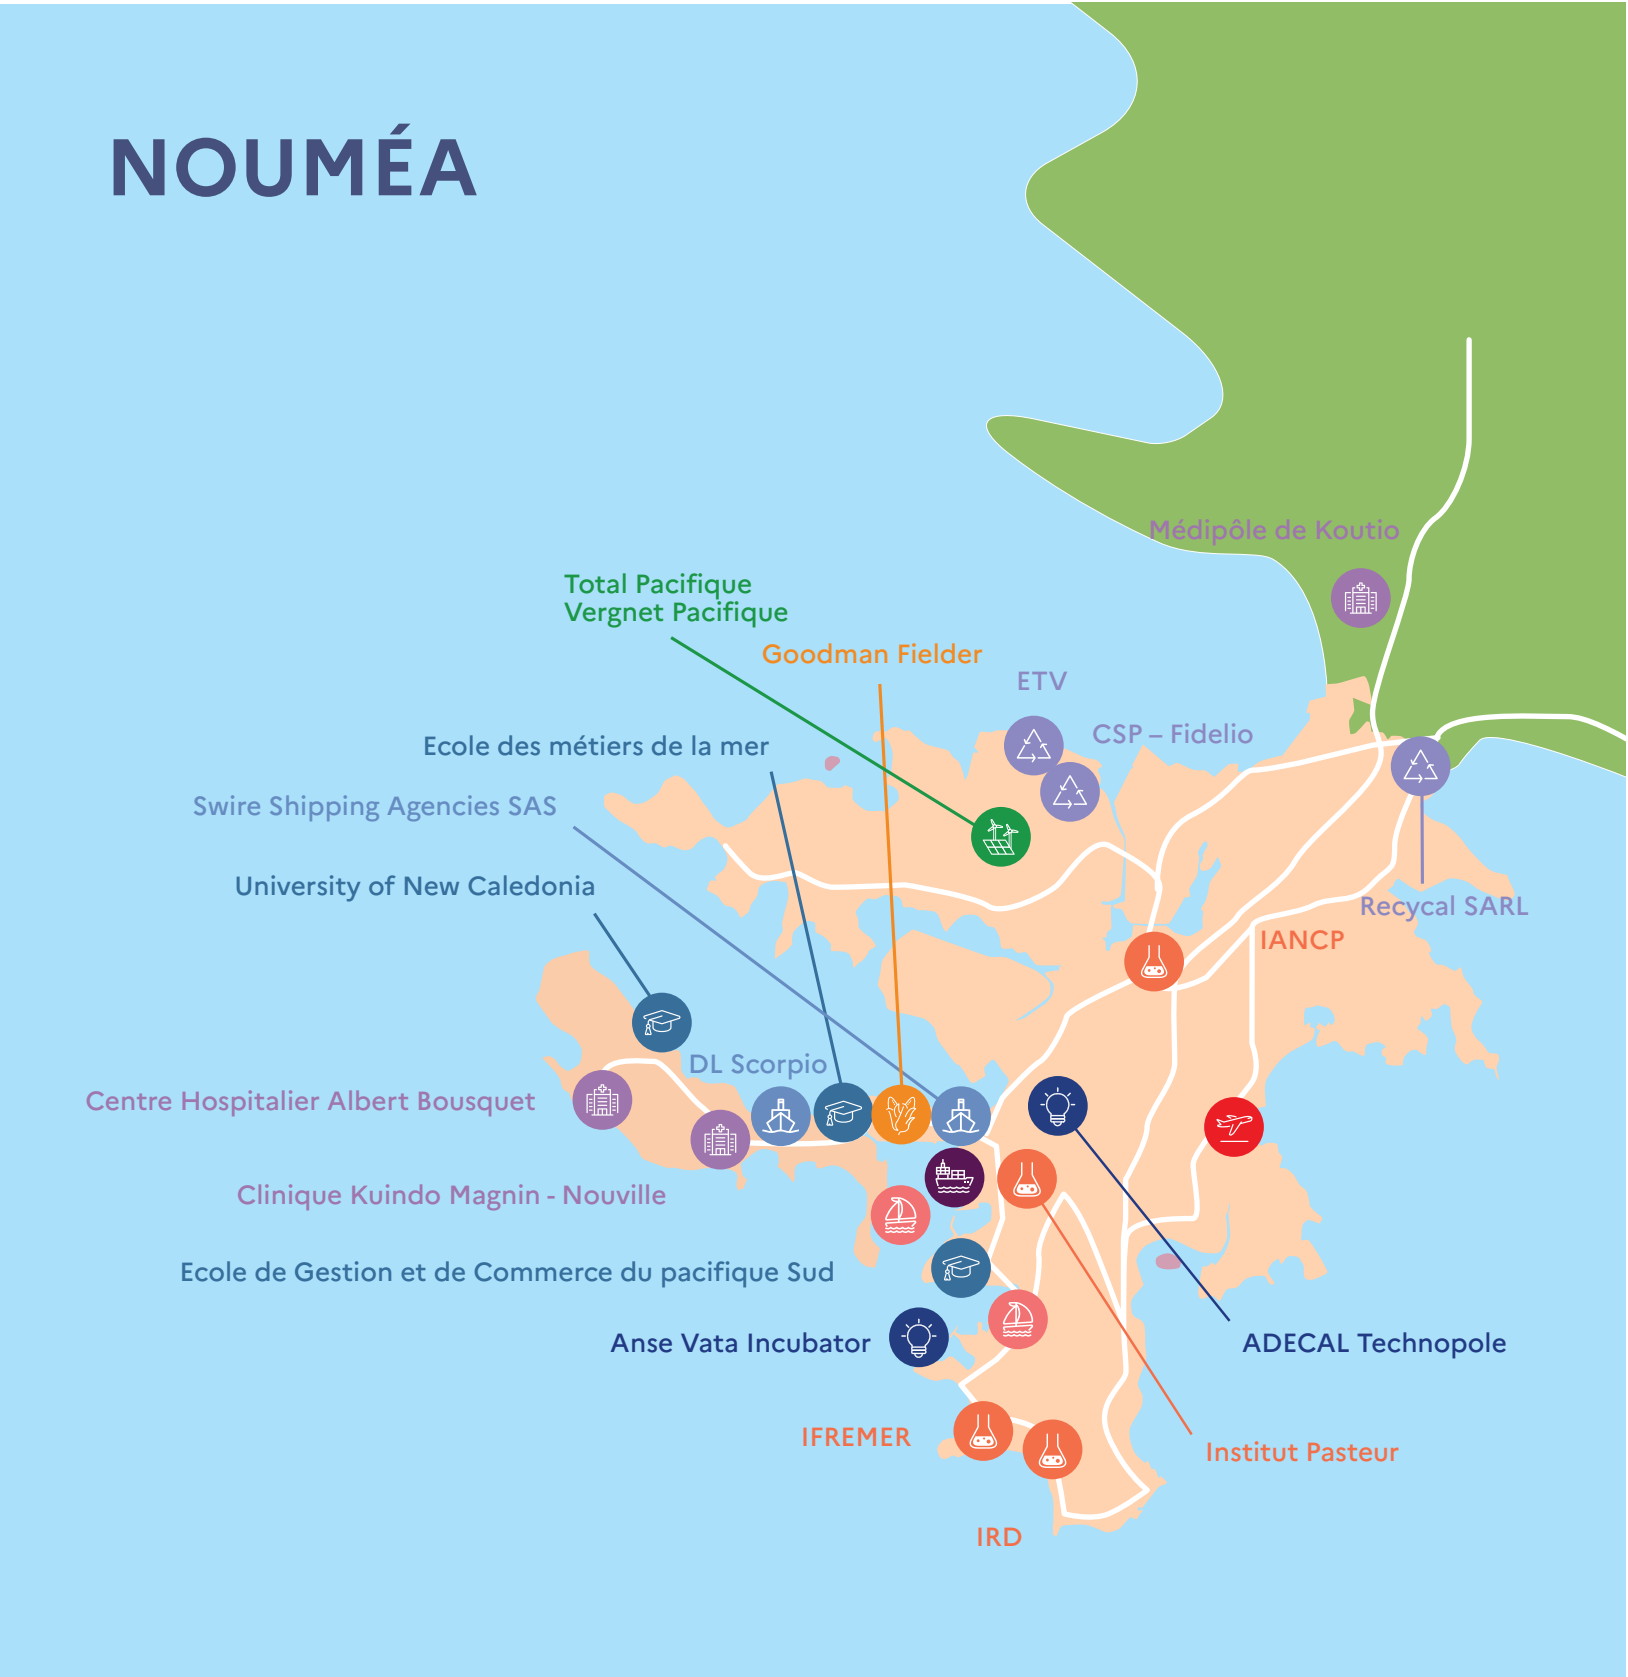 NOUMÉA
Médipôle de Koutio
Total Pacifique
Vergnet Pacifique
Goodman Fielder
ETV
CSP – Fidelio
Ecole des métiers de la mer
Swire Shipping Agencies SAS
University of New Caledonia
Recycal SARL
IANCP
DL Scorpio
Centre Hospitalier Albert Bousquet
Clinique Kuindo Magnin - Nouville
Ecole de Gestion et de Commerce du pacifique Sud
Anse Vata Incubator
ADECAL Technopole
IFREMER
Institut Pasteur
IRD